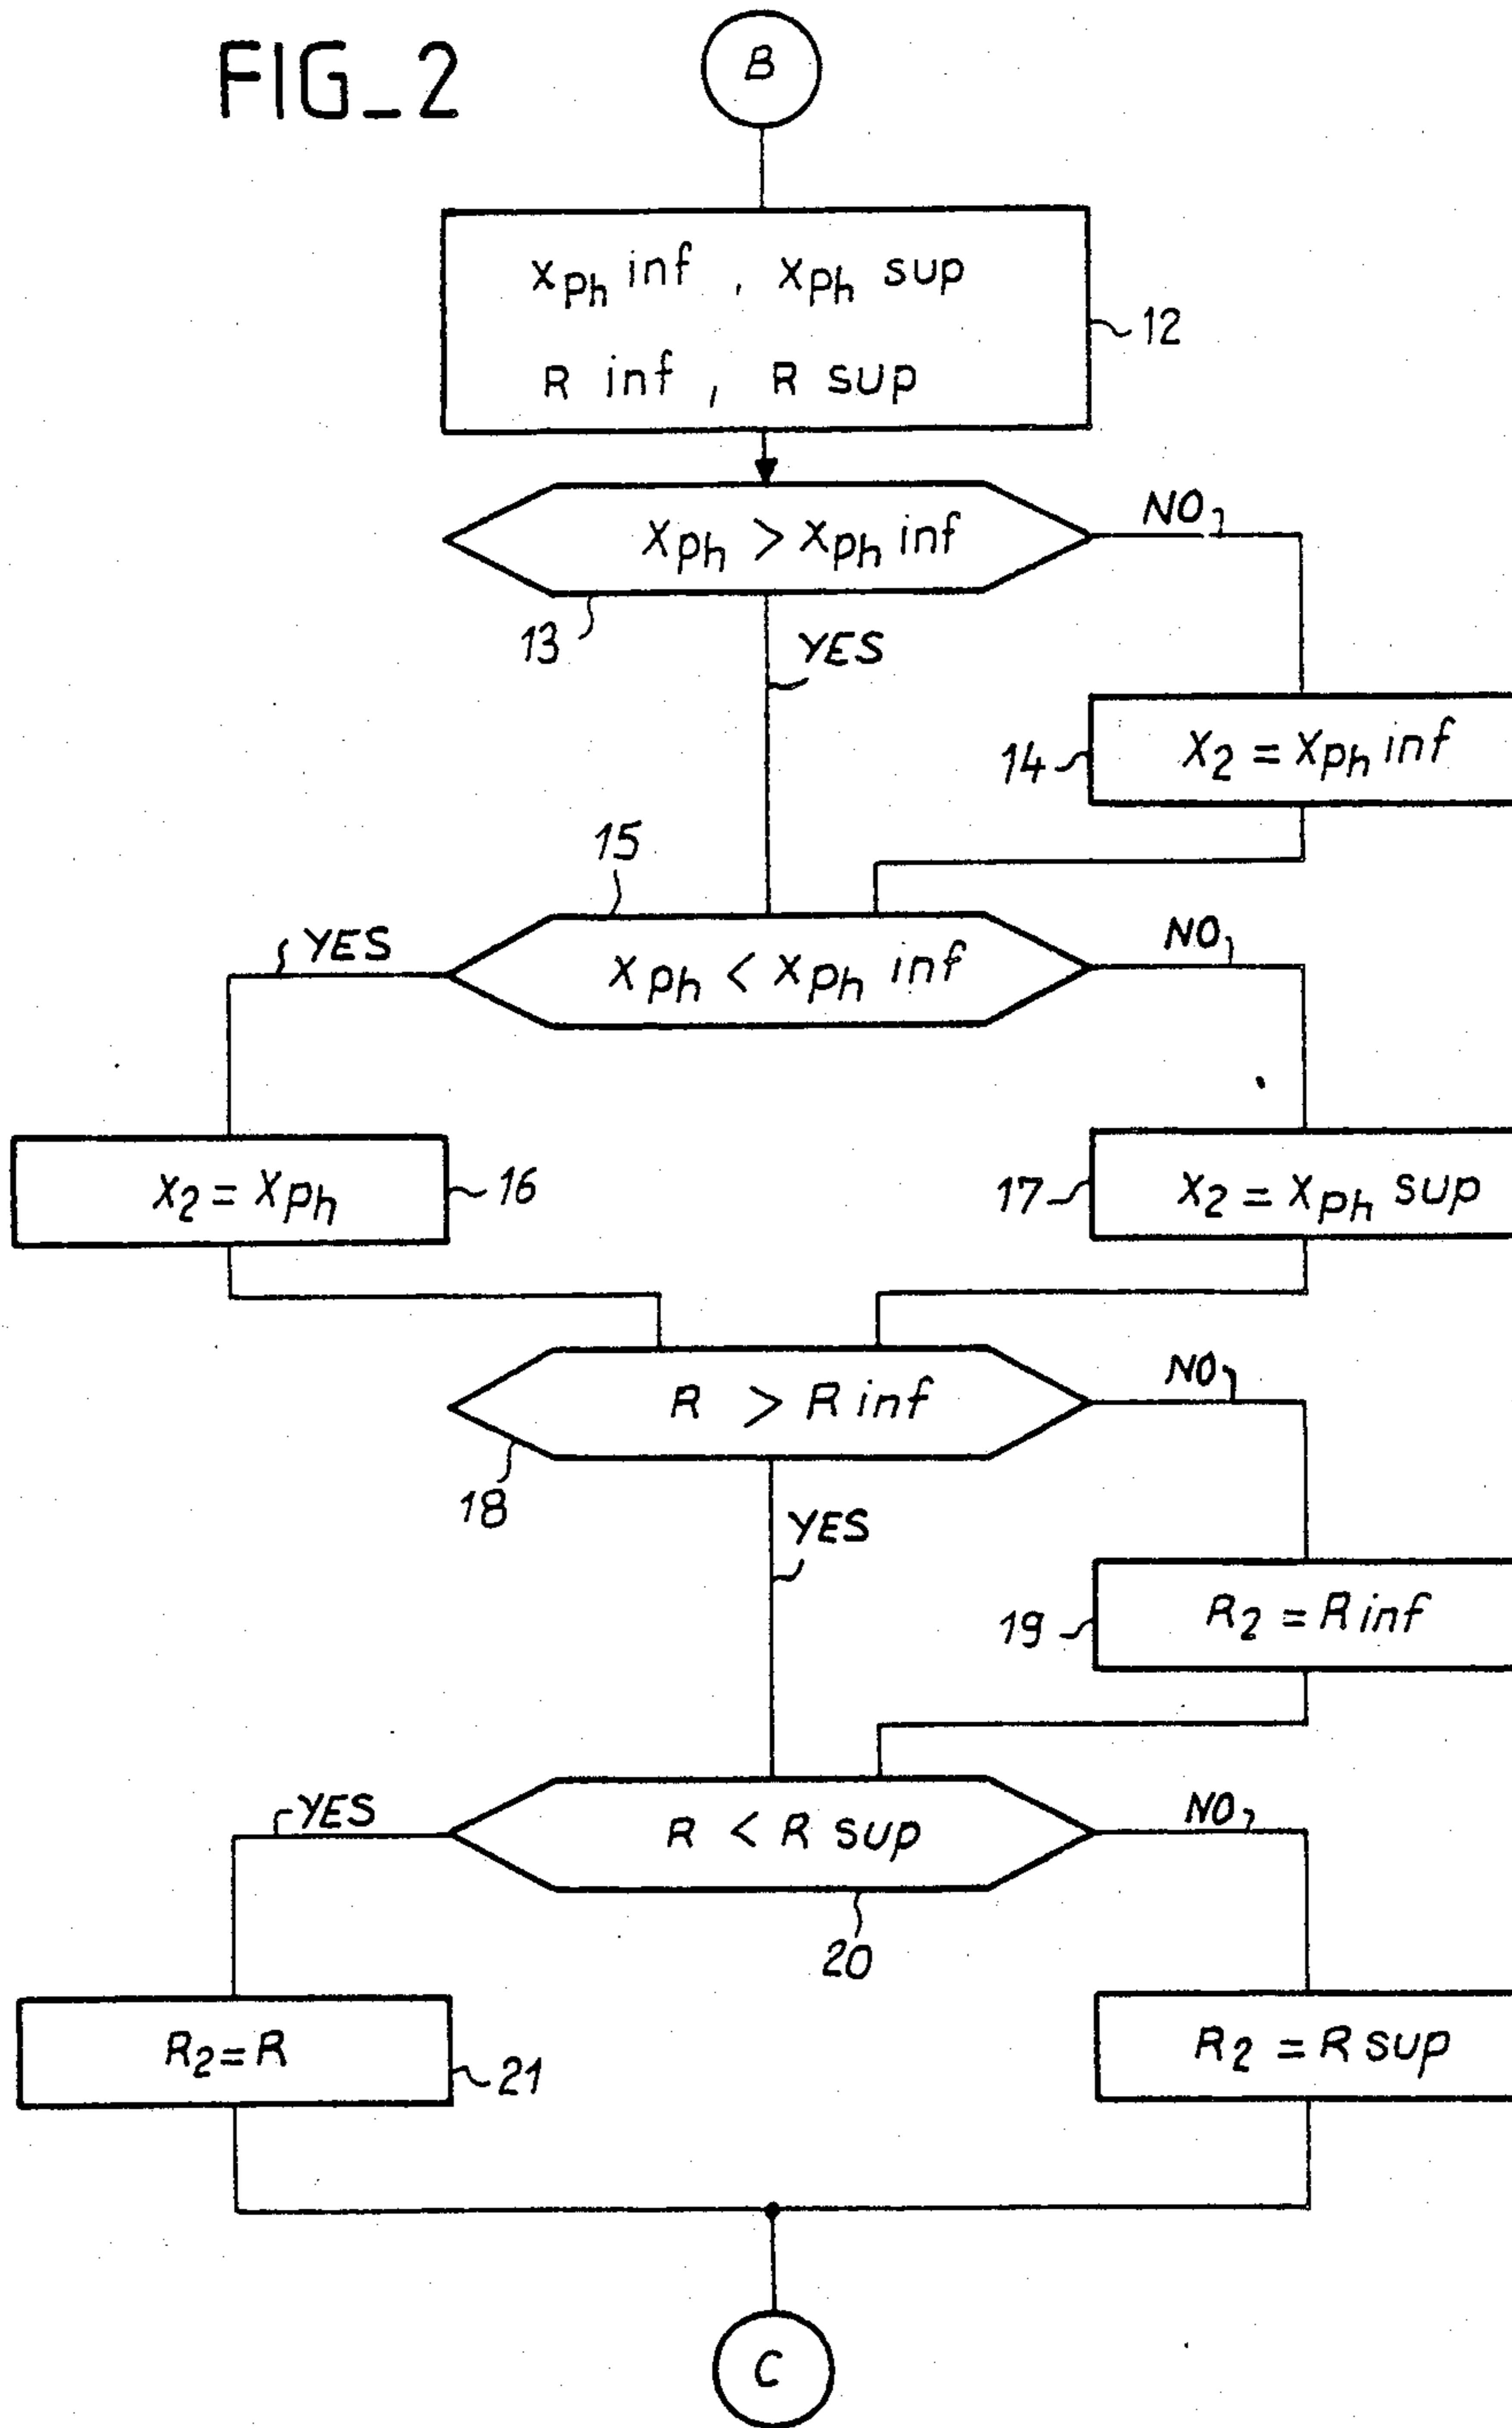 FIG_2
B
Xph inf , Xph sup
R inf , R sup
12
Xph > Xph inf
NO
13
YES
14
X2 = Xph inf
15
YES
Xph < Xph inf
NO
X2 = Xph
16
17
X2 = Xph sup
R > R inf
NO
18
YES
19
R2 = R inf
YES
R < R sup
NO
20
R2 = R
21
R2 = R sup
C